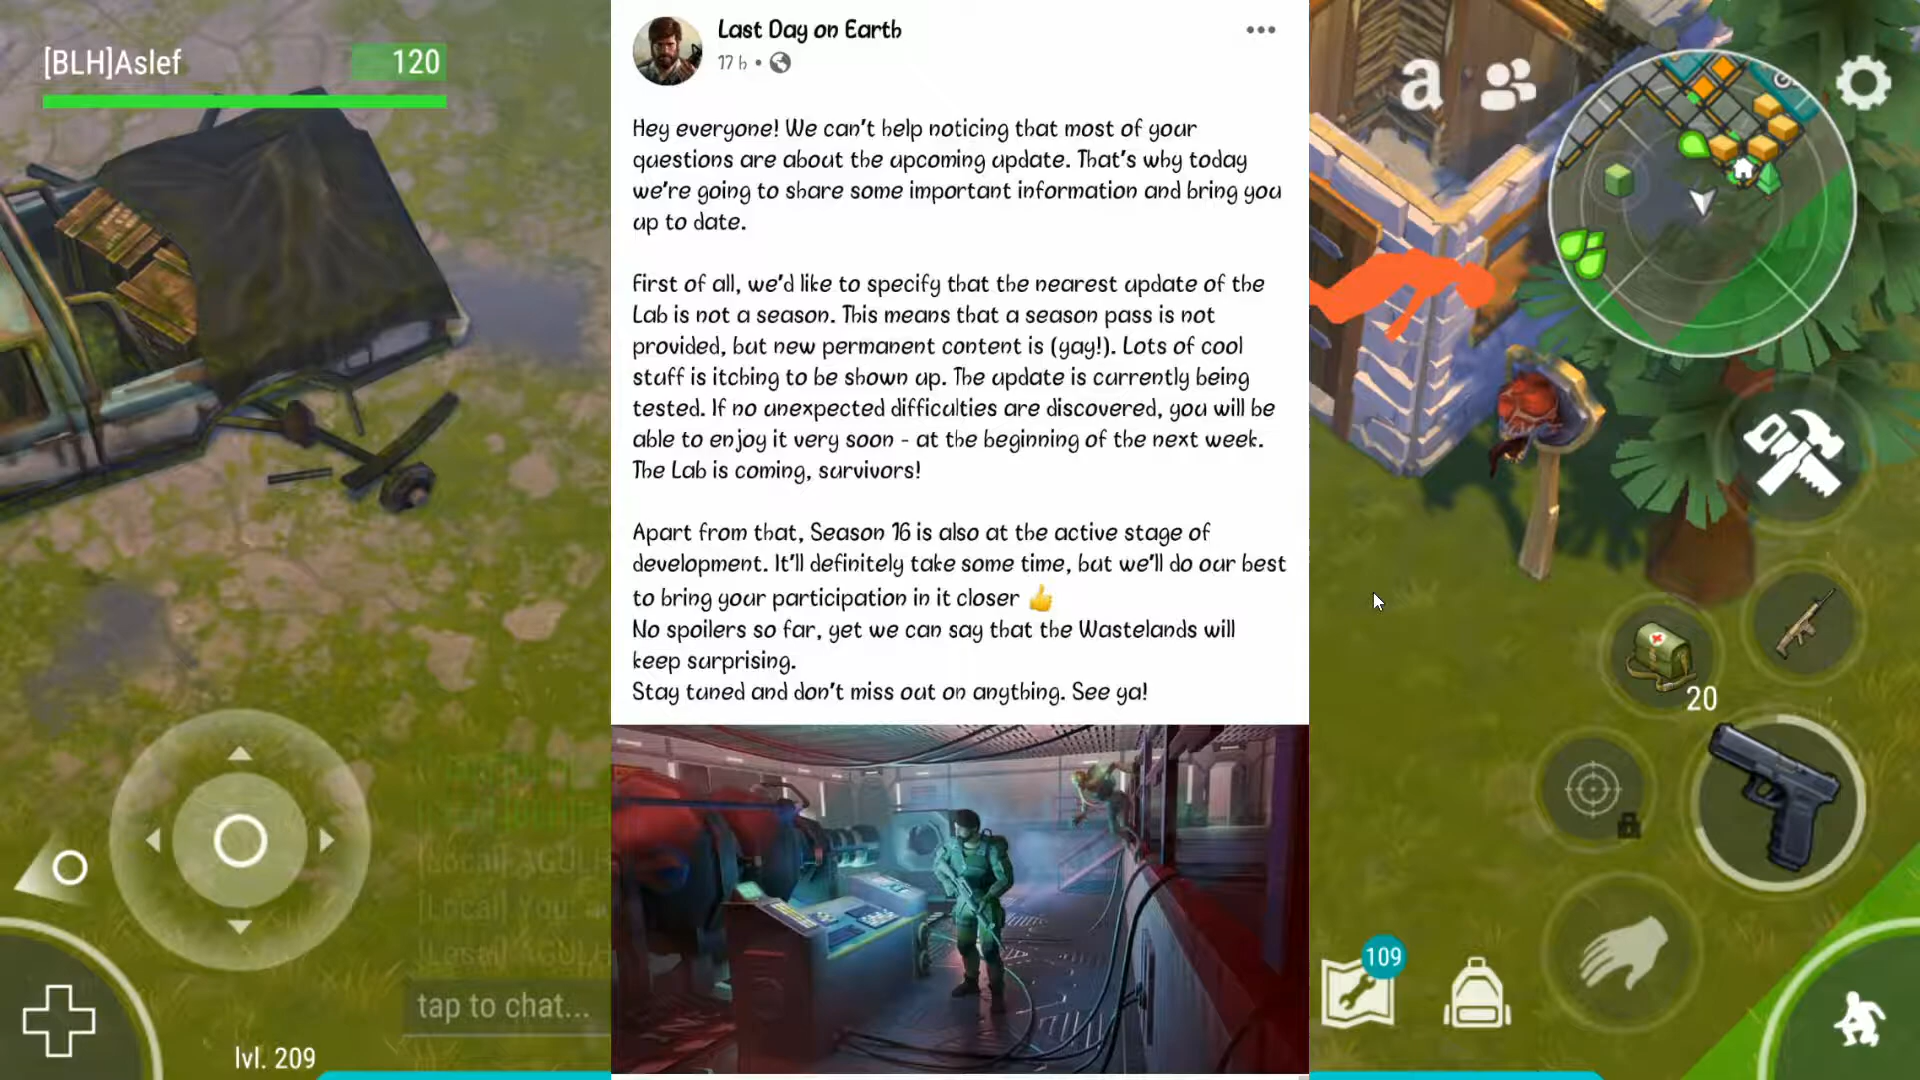 [BLH]Aslef
120
Last Day on Earth
17 h •
Hey everyone! We can't help noticing that most of your
questions are about the upcoming update. That's why today
we're going to share some important information and bring you
up to date.
First of all, we'd like to specify that the nearest update of the
Lab is not a season. This means that a season pass is not
provided, but new permanent content is (yay!). Lots of cool
stuff is itching to be shown up. The update is currently being
tested. If no unexpected difficulties are discovered, you will be
able to enjoy it very soon - at the beginning of the next week.
The Lab is coming, survivors!
Apart from that, Season 16 is also at the active stage of
development. It'll definitely take some time, but we'll do our best
to bring your participation in it closer 👍
No spoilers so far, yet we can say that the Wastelands will
keep surprising.
Stay tuned and don't miss out on anything. See ya!
a
20
109
[Local] You:
tap to chat...
lvl. 209